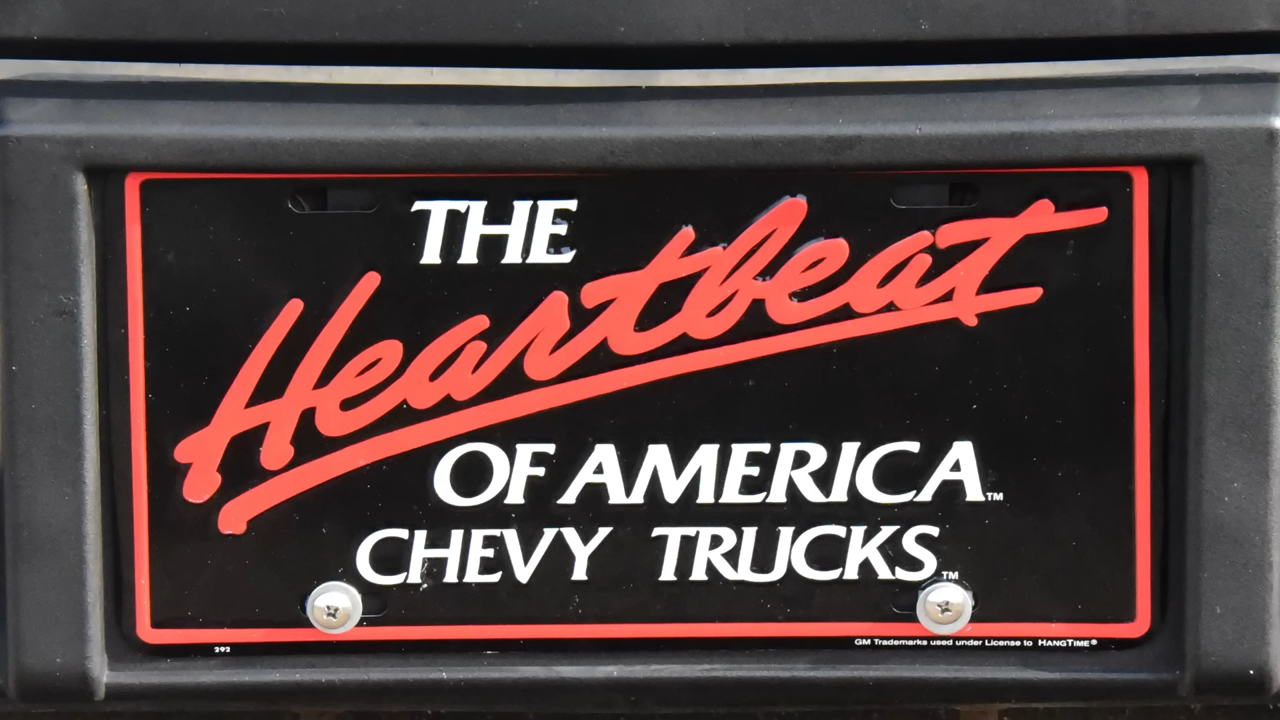 THE
Heartbeat
OF AMERICA™
CHEVY TRUCKS™
292
GM Trademarks used under License to HANGTIME®